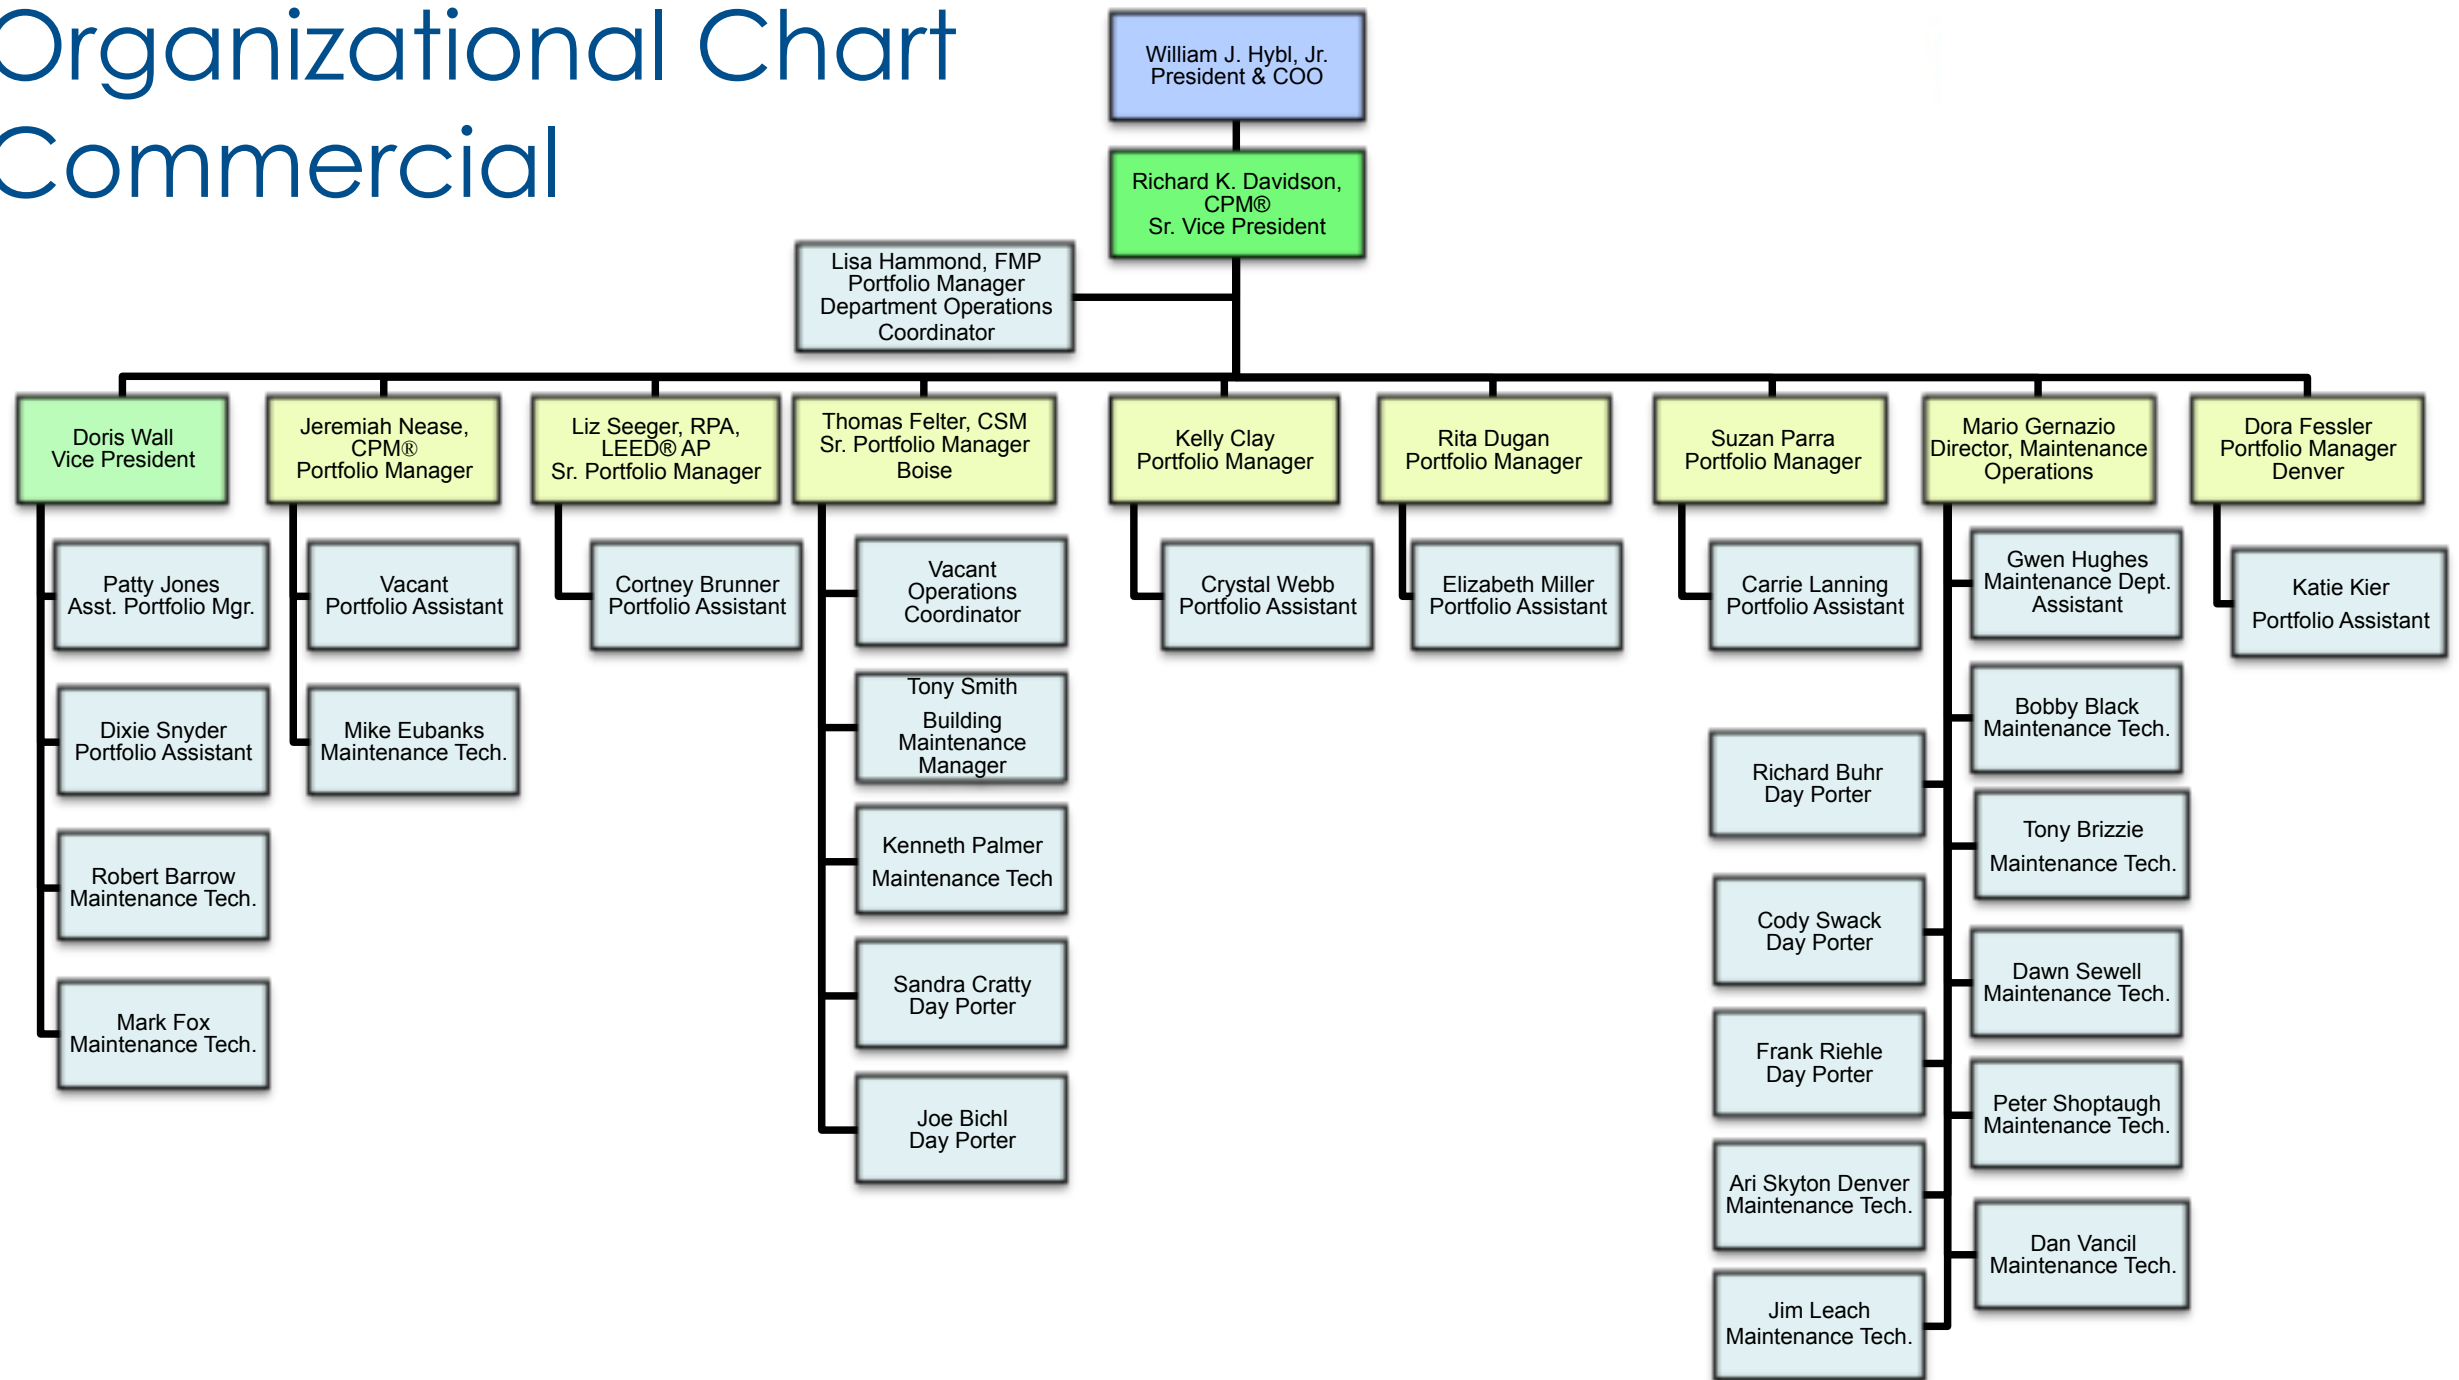 Organizational Chart
Commercial
William J. Hybl, Jr.
President & COO
Richard K. Davidson,
CPM®
Sr. Vice President
Lisa Hammond, FMP
Portfolio Manager
Department Operations
Coordinator
Doris Wall
Vice President
Jeremiah Nease,
CPM®
Portfolio Manager
Liz Seeger, RPA,
LEED® AP
Sr. Portfolio Manager
Thomas Felter, CSM
Sr. Portfolio Manager
Boise
Kelly Clay
Portfolio Manager
Rita Dugan
Portfolio Manager
Suzan Parra
Portfolio Manager
Mario Gernazio
Director, Maintenance
Operations
Dora Fessler
Portfolio Manager
Denver
Patty Jones
Asst. Portfolio Mgr.
Dixie Snyder
Portfolio Assistant
Robert Barrow
Maintenance Tech.
Mark Fox
Maintenance Tech.
Vacant
Portfolio Assistant
Mike Eubanks
Maintenance Tech.
Cortney Brunner
Portfolio Assistant
Vacant
Operations
Coordinator
Tony Smith
Building
Maintenance
Manager
Kenneth Palmer
Maintenance Tech
Sandra Cratty
Day Porter
Joe Bichl
Day Porter
Crystal Webb
Portfolio Assistant
Elizabeth Miller
Portfolio Assistant
Carrie Lanning
Portfolio Assistant
Richard Buhr
Day Porter
Cody Swack
Day Porter
Frank Riehle
Day Porter
Ari Skyton Denver
Maintenance Tech.
Jim Leach
Maintenance Tech.
Gwen Hughes
Maintenance Dept.
Assistant
Bobby Black
Maintenance Tech.
Tony Brizzie
Maintenance Tech.
Dawn Sewell
Maintenance Tech.
Peter Shoptaugh
Maintenance Tech.
Dan Vancil
Maintenance Tech.
Katie Kier
Portfolio Assistant